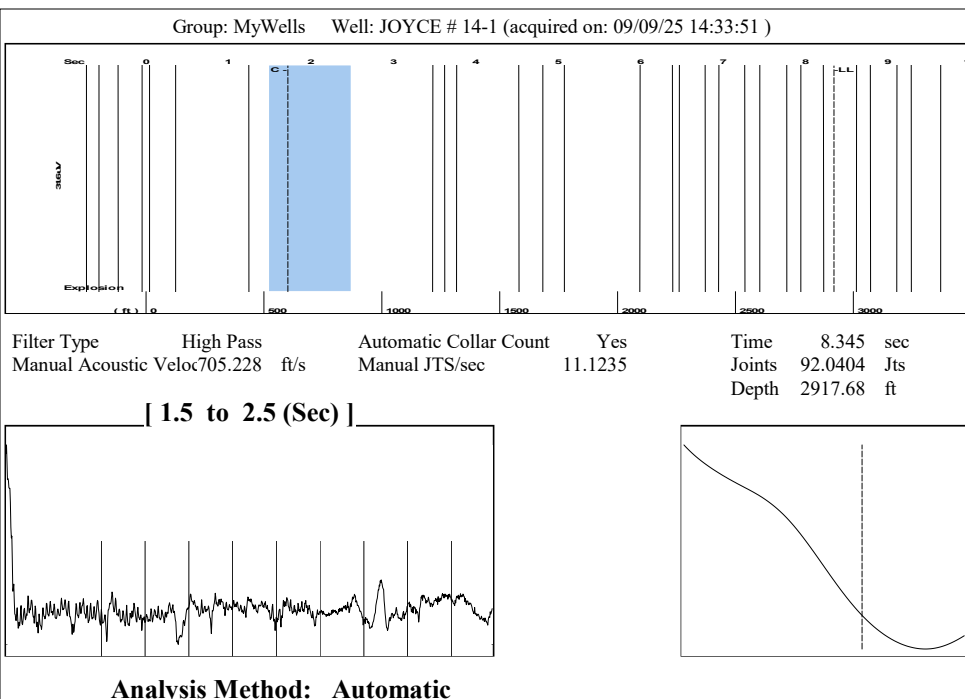 Group: MyWells Well: JOYCE # 14-1 (acquired on: 09/09/25 14:33:51 )
Sec 0 1 2 3 4 5 6 7 8 9
C LL
Explosion
( ft ) 0 500 1000 1500 2000 2500 3000
Filter Type High Pass Automatic Collar Count Yes Time 8.345 sec
Manual Acoustic Veloc705.228 ft/s Manual JTS/sec 11.1235 Joints 92.0404 Jts
Depth 2917.68 ft
[ 1.5 to 2.5 (Sec) ]
Analysis Method: Automatic